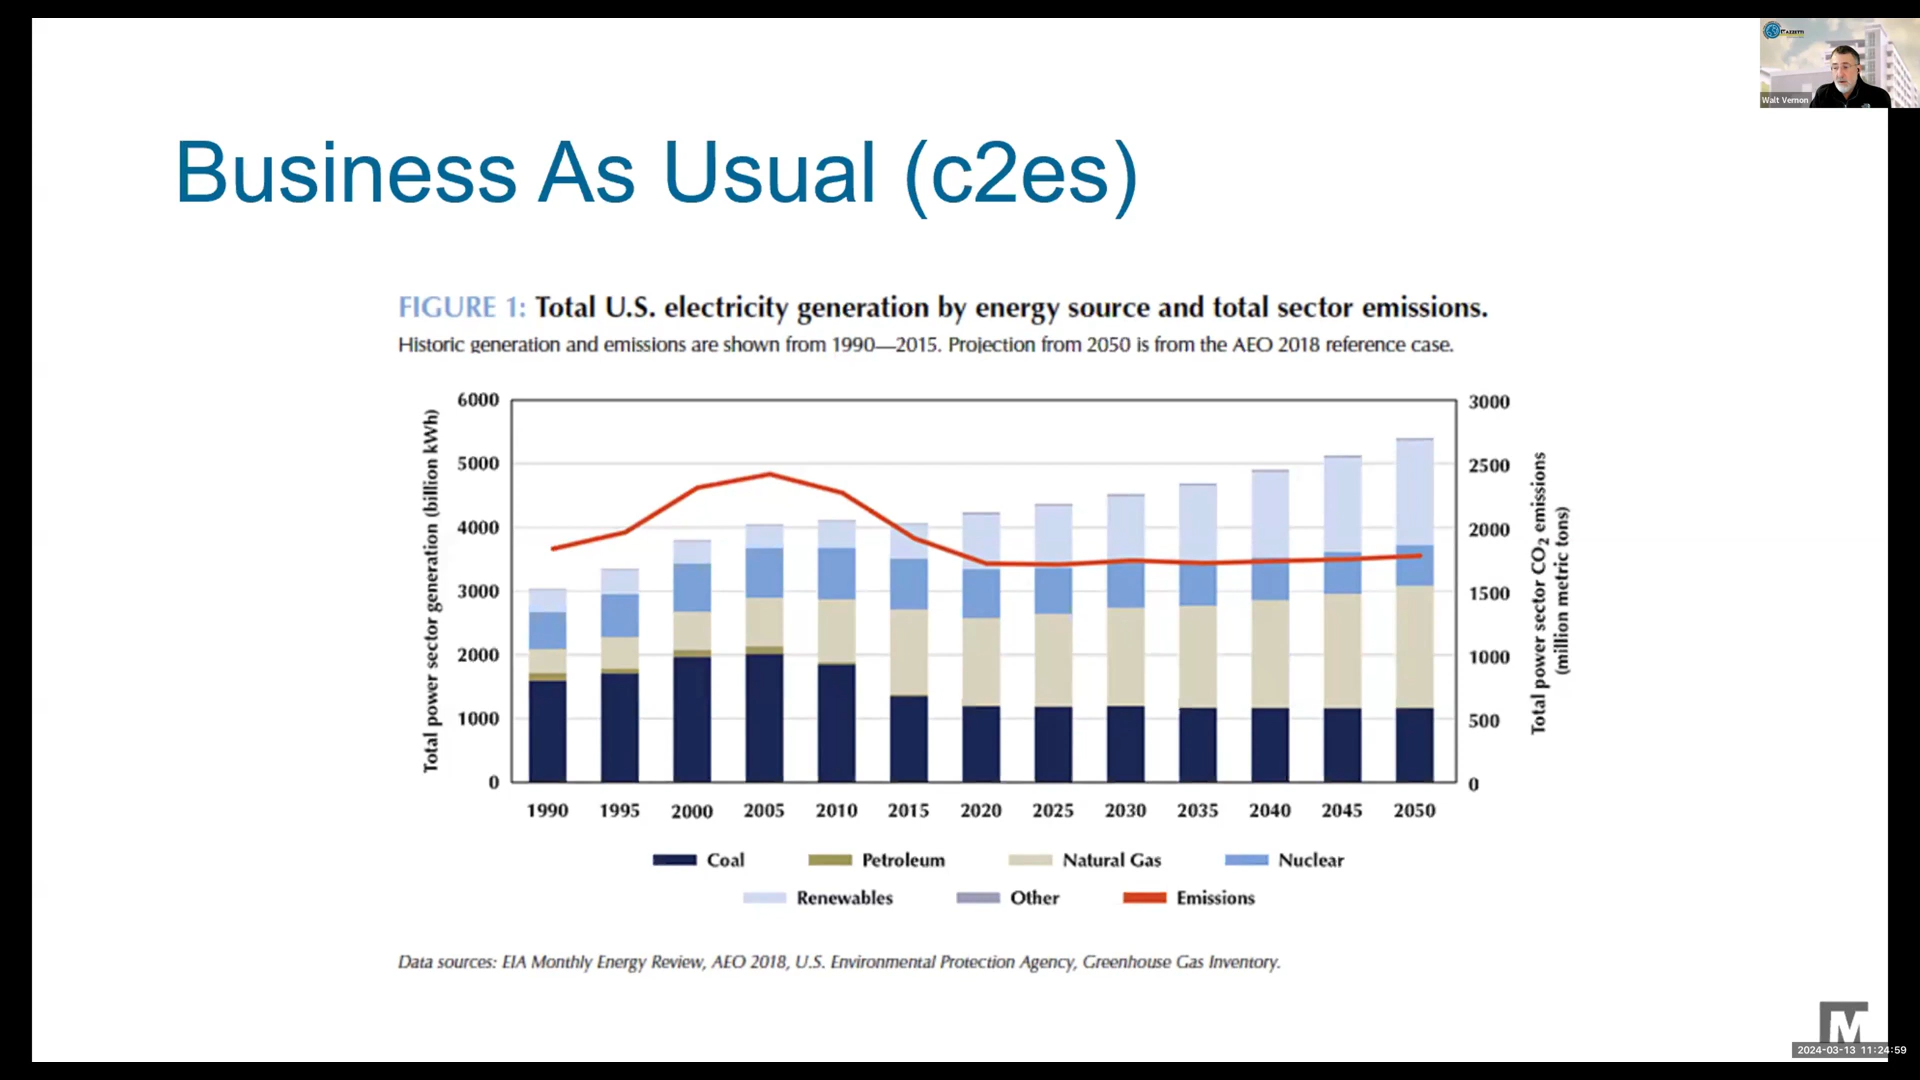 Walt Vernon
Business As Usual (c2es)
FIGURE 1: Total U.S. electricity generation by energy source and total sector emissions.
Historic generation and emissions are shown from 1990—2015. Projection from 2050 is from the AEO 2018 reference case.
Total power sector generation (billion kWh)
6000
5000
4000
3000
2000
1000
0
3000
2500
2000
1500
1000
500
0
Total power sector CO2 emissions
(million metric tons)
1990 1995 2000 2005 2010 2015 2020 2025 2030 2035 2040 2045 2050
Coal Petroleum Natural Gas Nuclear
Renewables Other Emissions
Data sources: EIA Monthly Energy Review, AEO 2018, U.S. Environmental Protection Agency, Greenhouse Gas Inventory.
M
2024-03-13 11:24:59